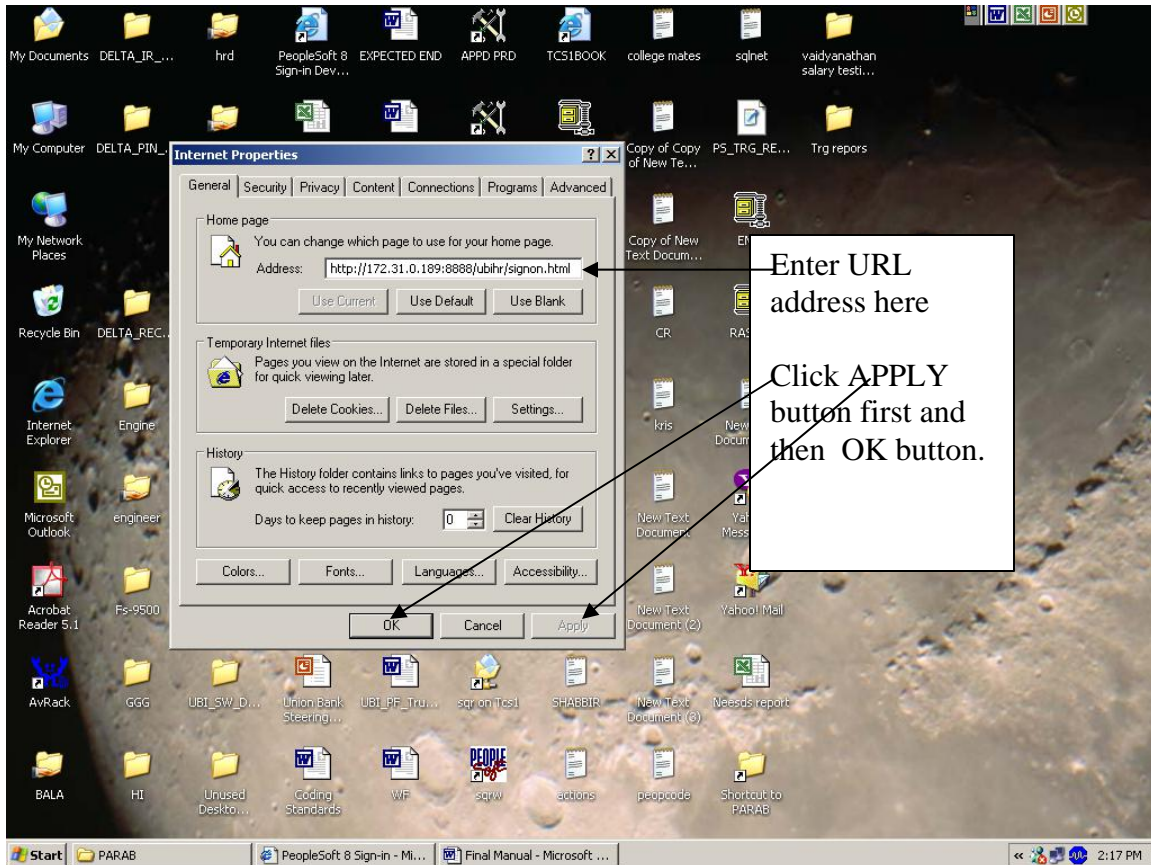 My Documents
DELTA_IR_...
hrd
PeopleSoft 8
Sign-in Dev...
EXPECTED END
APPD PRD
TCS1BOOK
college mates
sqlnet
vaidyanathan
salary testi...
My Computer
DELTA_PIN_...
Copy of Copy
of New Te...
PS_TRG_RE...
Trg repors
Internet Properties
General
Security
Privacy
Content
Connections
Programs
Advanced
Home page
You can change which page to use for your home page.
Address:
http://172.31.0.189:8888/ubihr/signon.html
Use Current
Use Default
Use Blank
Temporary Internet files
Pages you view on the Internet are stored in a special folder
for quick viewing later.
Delete Cookies...
Delete Files...
Settings...
History
The History folder contains links to pages you've visited, for
quick access to recently viewed pages.
Days to keep pages in history:
0
Clear History
Colors...
Fonts...
Languages...
Accessibility...
OK
Cancel
Apply
Enter URL
address here
Click APPLY
button first and
then OK button.
My Network
Places
Copy of New
Text Docum...
Recycle Bin
DELTA_REC...
CR
Internet
Explorer
Engine
kris
New
Microsoft
Outlook
engineer
New Text
Document
Acrobat
Reader 5.1
Fs-9500
New Text
Document (2)
Yahoo! Mail
AvRack
GGG
UBI_SW_D...
Union Bank
Steering...
UBI_PF_Tru...
sqr on Tcs1
SHABBIR
New Text
Document (3)
Needsds report
BALA
HI
Unused
Deskto...
Coding
Standards
WF
PEOPLE
Soft
sqrw
actions
peopcode
Shortcut to
PARAB
Start
PARAB
PeopleSoft 8 Sign-in - Mi...
Final Manual - Microsoft ...
2:17 PM